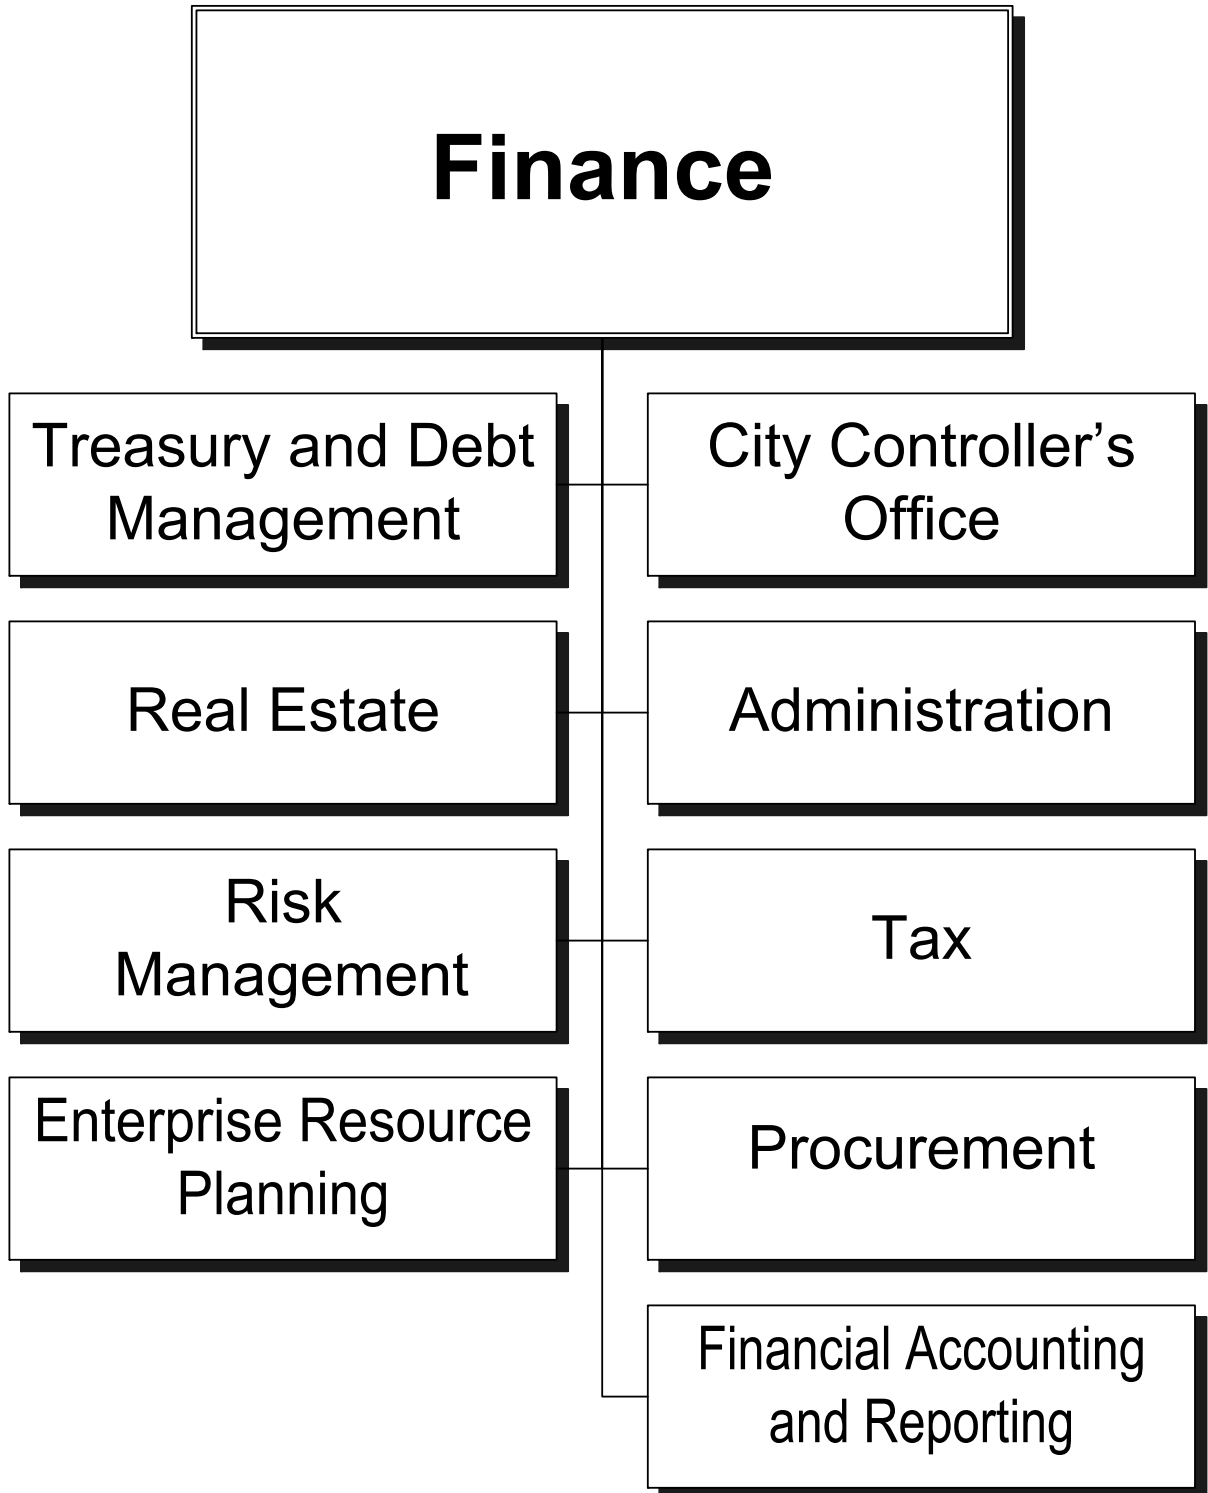 Finance
Treasury and Debt
Management
City Controller’s
Office
Real Estate
Administration
Risk
Management
Tax
Enterprise Resource
Planning
Procurement
Financial Accounting
and Reporting